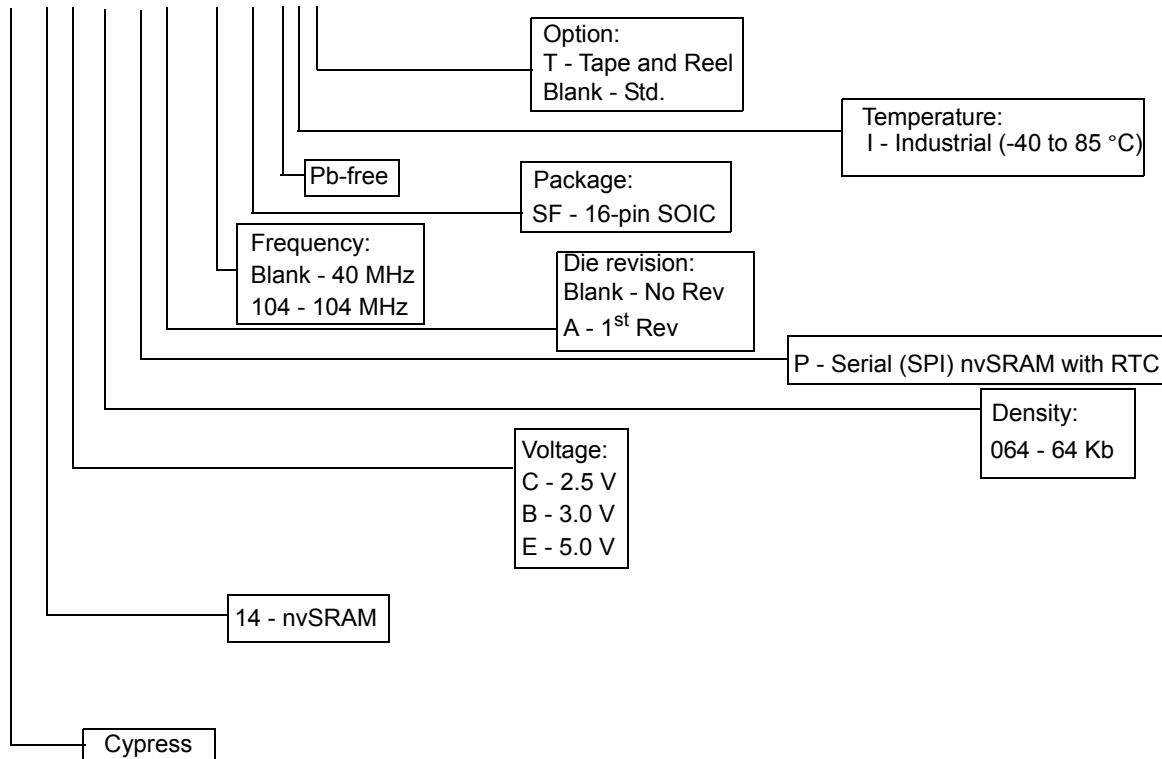 Option:
T - Tape and Reel
Blank - Std.
Temperature:
I - Industrial (-40 to 85 °C)
Pb-free
Package:
SF - 16-pin SOIC
Frequency:
Blank - 40 MHz
104 - 104 MHz
Die revision:
Blank - No Rev
A - 1st Rev
P - Serial (SPI) nvSRAM with RTC
Density:
064 - 64 Kb
Voltage:
C - 2.5 V
B - 3.0 V
E - 5.0 V
14 - nvSRAM
Cypress